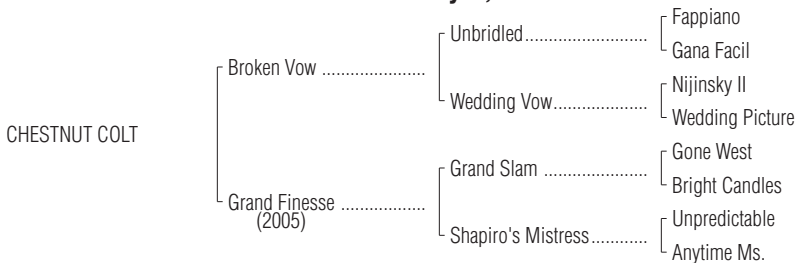 Fappiano
Unbridled..........................
Gana Facil
Broken Vow ......................
Nijinsky II
Wedding Vow....................
Wedding Picture
CHESTNUT COLT
Gone West
Grand Slam ......................
Bright Candles
Grand Finesse ..................
(2005)
Unpredictable
Shapiro's Mistress............
Anytime Ms.